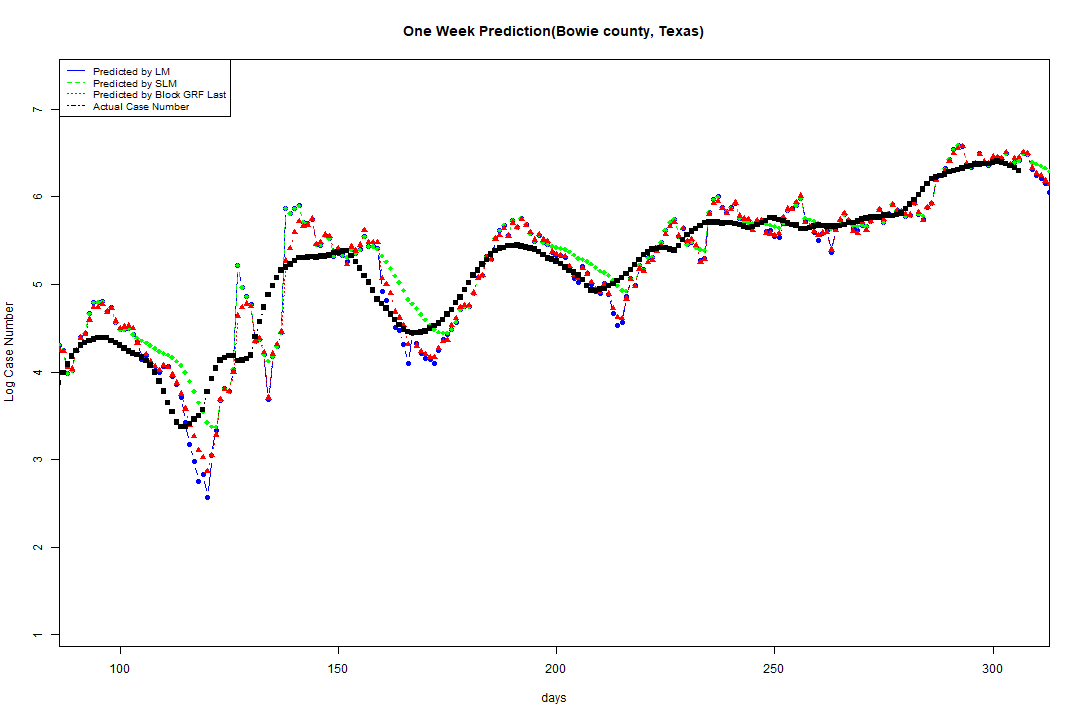 One Week Prediction(Bowie county, Texas)
Predicted by LM
Predicted by SLM
Predicted by Block GRF Last
Actual Case Number
Log Case Number
7
6
5
4
3
2
1
100 150 200 250 300
days